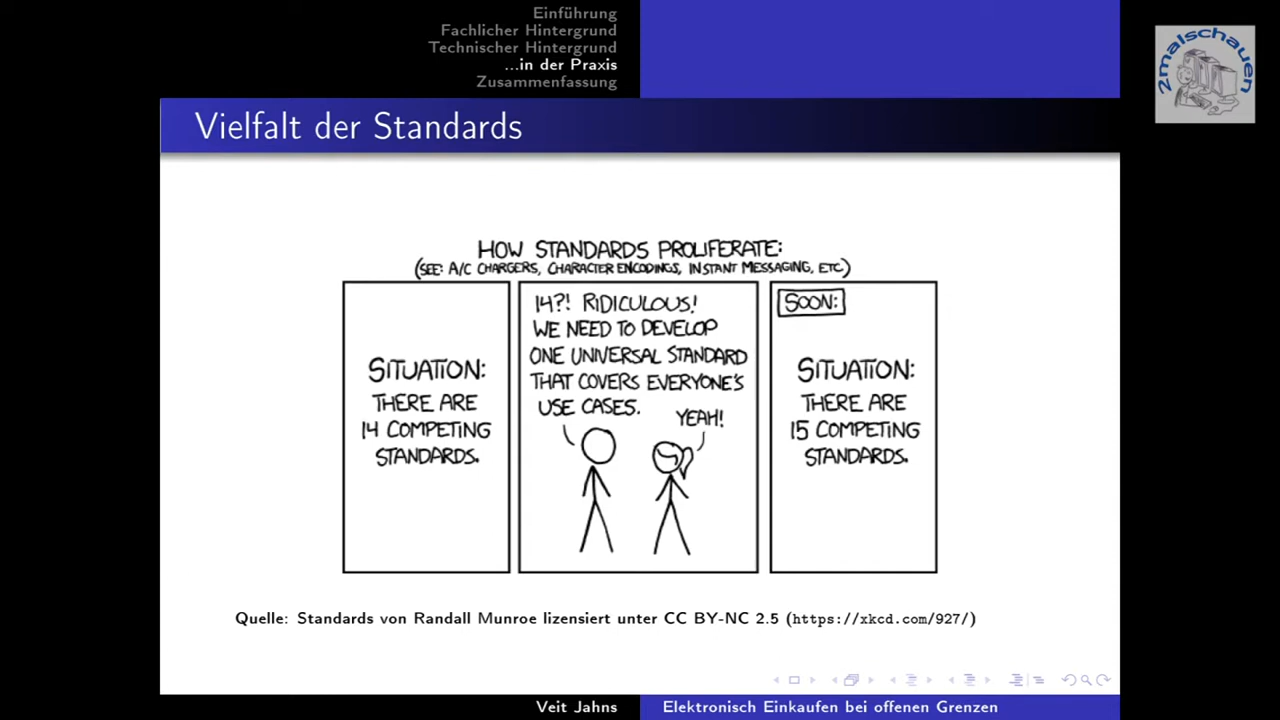 Einführung
Fachlicher Hintergrund
Technischer Hintergrund
...in der Praxis
Zusammenfassung
2malschauen
Vielfalt der Standards
HOW STANDARDS PROLIFERATE:
(SEE: A/C CHARGERS, CHARACTER ENCODINGS, INSTANT MESSAGING, ETC.)
SITUATION:
THERE ARE
14 COMPETING
STANDARDS.
14?! RIDICULOUS!
WE NEED TO DEVELOP
ONE UNIVERSAL STANDARD
THAT COVERS EVERYONE'S
USE CASES.
YEAH!
SOON:
SITUATION:
THERE ARE
15 COMPETING
STANDARDS.
Quelle: Standards von Randall Munroe lizensiert unter CC BY-NC 2.5 (https://xkcd.com/927/)
Veit Jahns
Elektronisch Einkaufen bei offenen Grenzen